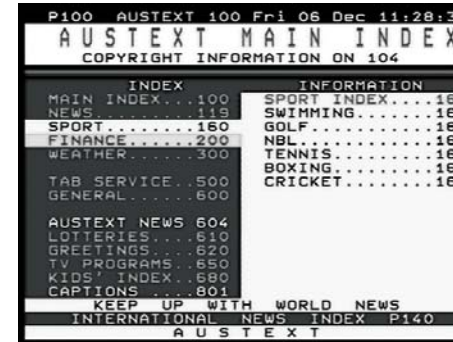 P100 AUSTEXT 100 Fri 06 Dec 11:28:3
AUSTEXT MAIN INDEX
COPYRIGHT INFORMATION ON 104
INDEX
MAIN INDEX...100
NEWS.........119
SPORT........160
FINANCE......200
WEATHER......300
TAB SERVICE..500
GENERAL......600
AUSTEXT NEWS 604
LOTTERIES....610
GREETINGS....620
TV PROGRAMS..650
KIDS' INDEX..680
CAPTIONS ....801
INFORMATION
SPORT INDEX....16
SWIMMING.......16
GOLF...........16
NBL............16
TENNIS.........16
BOXING.........16
CRICKET........16
KEEP UP WITH WORLD NEWS
INTERNATIONAL NEWS INDEX P140
AUSTEXT